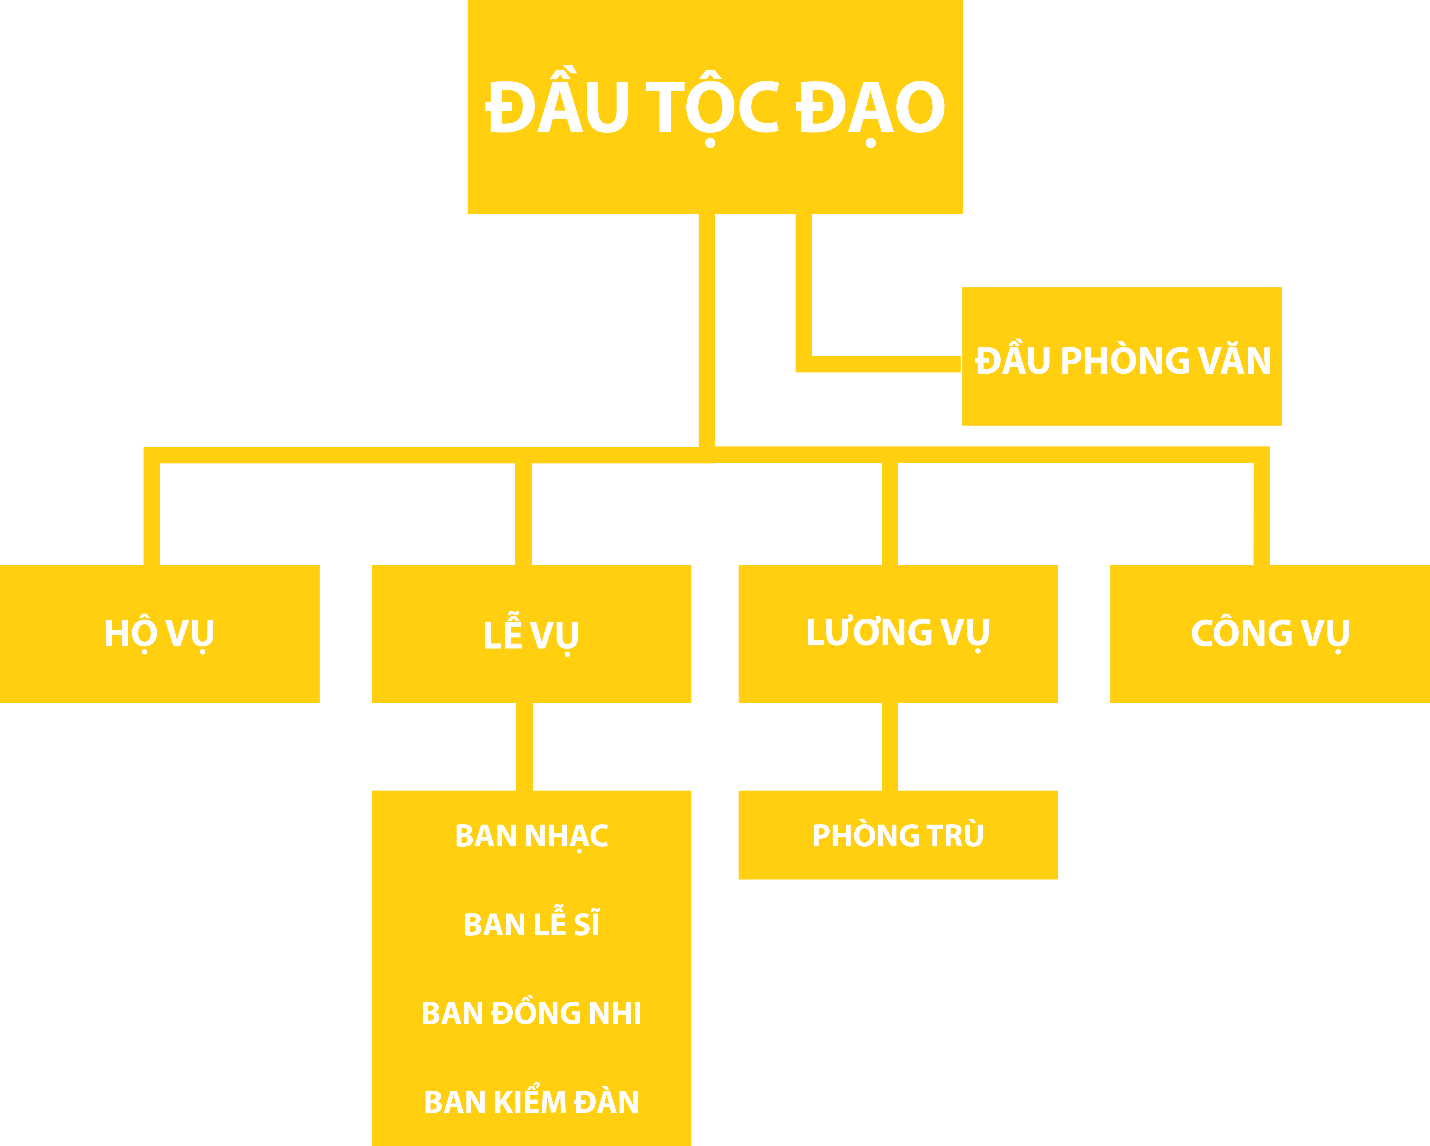 ĐẦU TỘC ĐẠO
ĐẦU PHÒNG VĂN
HỘ VỤ
LỄ VỤ
LƯƠNG VỤ
CÔNG VỤ
BAN NHẠC
BAN LỄ SĨ
BAN ĐỒNG NHI
BAN KIỂM ĐÀN
PHÒNG TRÙ